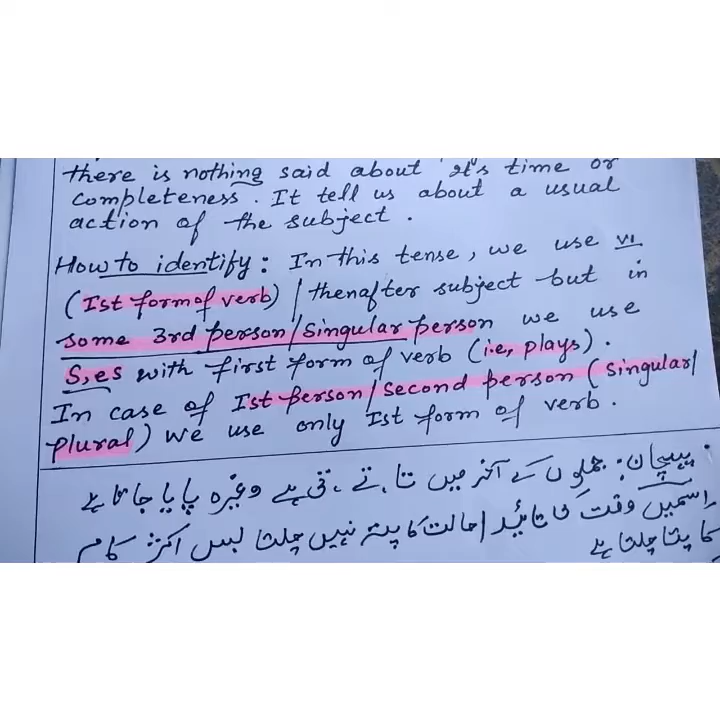 there is nothing said about it's time or
completeness. It tell us about a usual
action of the subject.
How to identify: In this tense, we use VI
(Ist form of verb) / thenafter subject but in
some 3rd person/Singular person we use
S,es with first form of verb (i.e, plays).
In case of Ist person/Second person (Singular/
plural) we use only Ist form of verb.
پہچان: جملوں کے آخر میں تا، تے، تی ہے وغیرہ پایا جاتا ہے
اسمیں وقت کی تائید / حالت کا پتہ نہیں چلتا بس اکثر کام
کا پتا چلتا ہے